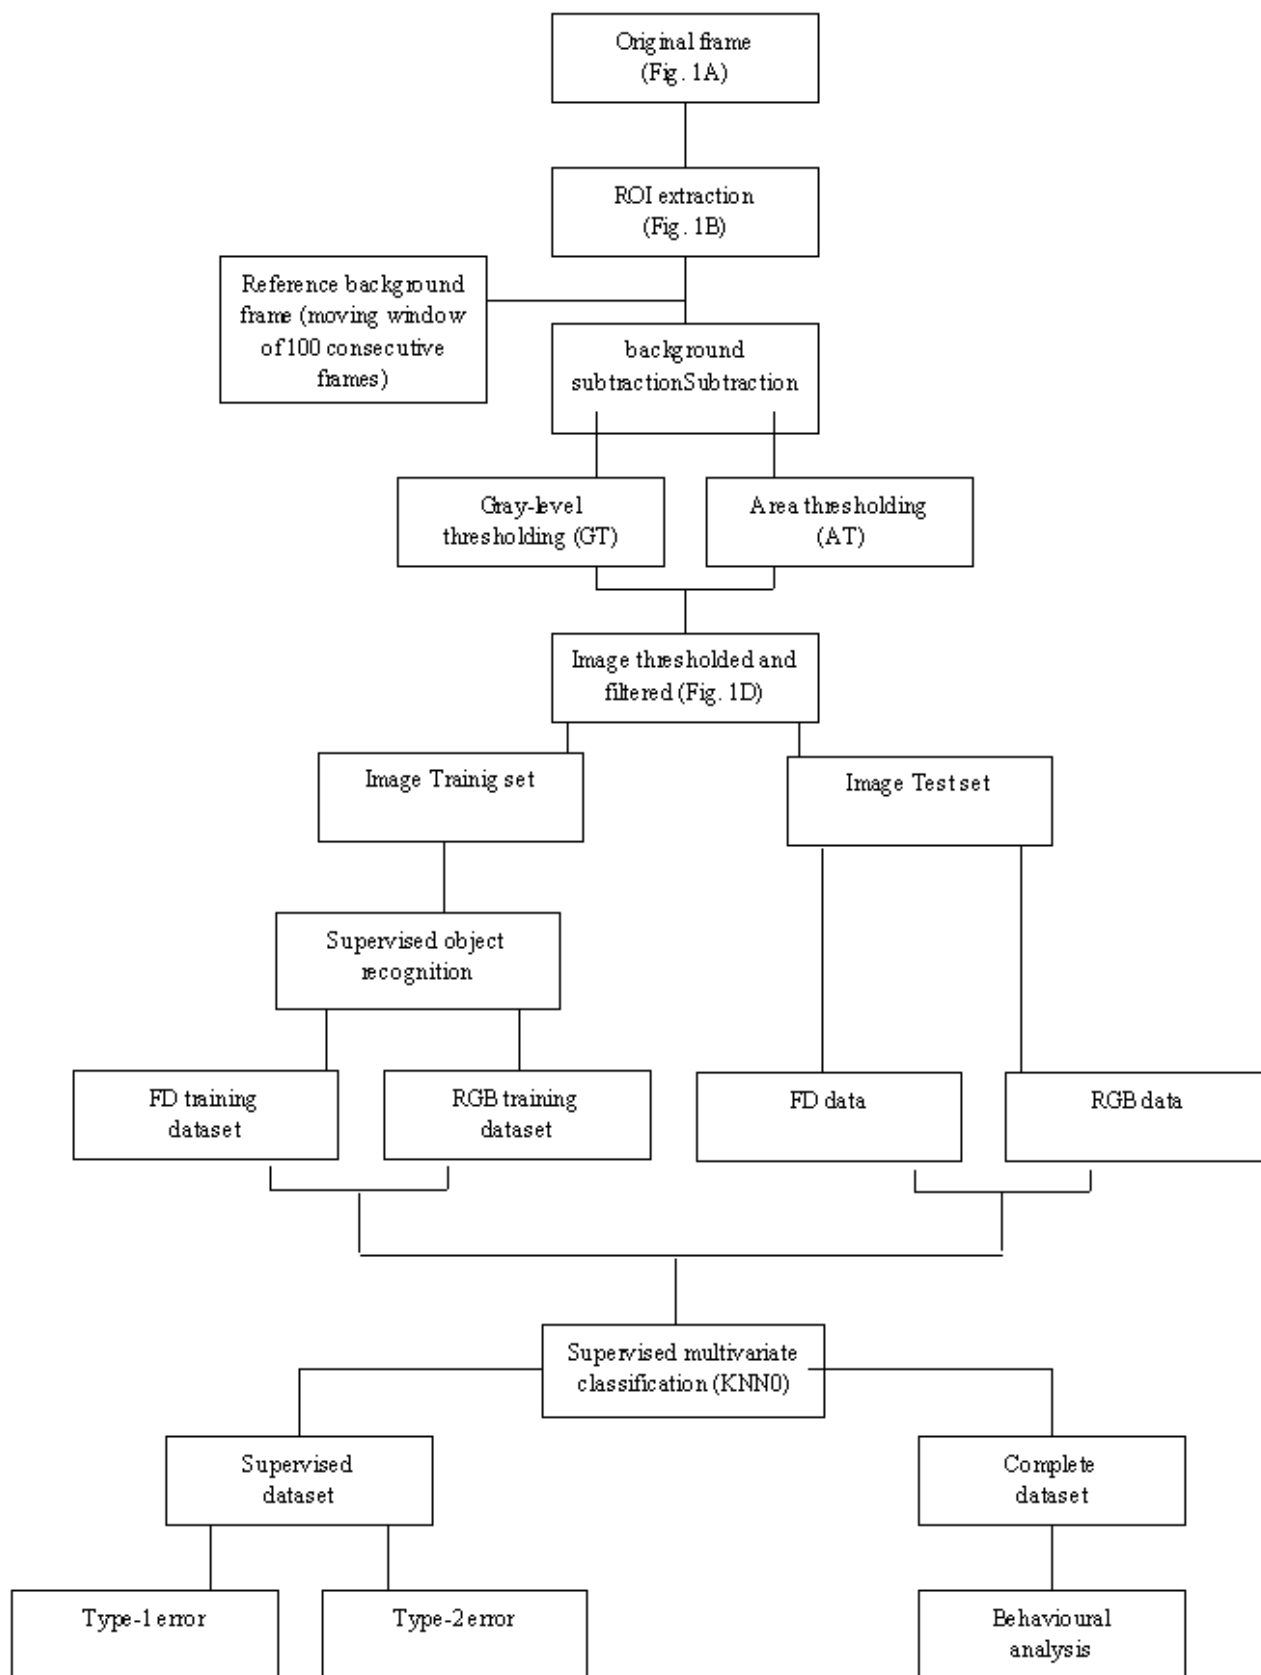 Original frame
(Fig. 1A)
ROI extraction
(Fig. 1B)
Reference background
frame (moving window
of 100 consecutive
frames)
background
subtractionSubtraction
Gray-level
thresholding (GT)
Area thresholding
(AT)
Image thresholded and
filtered (Fig. 1D)
Image Trainig set
Image Test set
Supervised object
recognition
FD training
dataset
RGB training
dataset
FD data
RGB data
Supervised multivariate
classification (KNN0)
Supervised
dataset
Complete
dataset
Type-1 error
Type-2 error
Behavioural
analysis